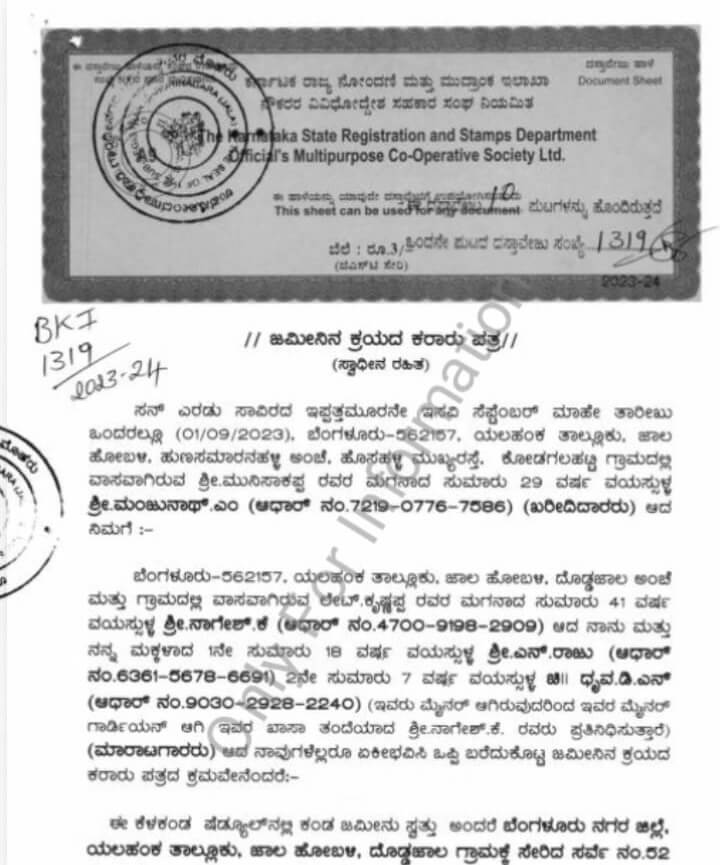 ಈ ದಸ್ತಾವೇಜು ಹಾಳೆಯನ್ನು
ದಸ್ತಾವೇಜು ಹಾಳೆ
Document Sheet
ಕರ್ನಾಟಕ ರಾಜ್ಯ ನೋಂದಣಿ ಮತ್ತು ಮುದ್ರಾಂಕ ಇಲಾಖಾ
ನೌಕರರ ವಿವಿಧೋದ್ದೇಶ ಸಹಕಾರ ಸಂಘ ನಿಯಮಿತ
The Karnataka State Registration and Stamps Department
Official's Multipurpose Co-Operative Society Ltd.
ಈ ಹಾಳೆಯನ್ನು ಯಾವುದೇ ದಸ್ತಾವೇಜಿಗೆ ಉಪಯೋಗಿಸಬಹುದು
This sheet can be used for any document 10 ಪುಟಗಳನ್ನು ಹೊಂದಿರುತ್ತದೆ
ಬೆಲೆ : ರೂ.3/- ಒಂದನೇ ಪುಟದ ದಸ್ತಾವೇಜು ಸಂಖ್ಯೆ 1319
(ಜಿಎಸ್‌ಟಿ ಸೇರಿ)
2023-24
BKI
1319
2023-24
// ಜಮೀನಿನ ಕ್ರಯದ ಕರಾರು ಪತ್ರ//
(ಸ್ವಾಧೀನ ರಹಿತ)
ಸನ್ ಎರಡು ಸಾವಿರದ ಇಪ್ಪತ್ತಮೂರನೇ ಇಸವಿ ಸೆಪ್ಟೆಂಬರ್ ಮಾಹೇ ತಾರೀಖು
ಒಂದರಲ್ಲೂ (01/09/2023), ಬೆಂಗಳೂರು-562157, ಯಲಹಂಕ ತಾಲ್ಲೂಕು, ಜಾಲ
ಹೋಬಳಿ, ಹುಣಸಮಾರನಹಳ್ಳಿ ಅಂಚೆ, ಹೊಸಹಳ್ಳಿ ಮುಖ್ಯರಸ್ತೆ, ಕೋಡಗಲಹಟ್ಟಿ ಗ್ರಾಮದಲ್ಲಿ
ವಾಸವಾಗಿರುವ ಶ್ರೀ.ಮುನಿಸಾಕಪ್ಪ ರವರ ಮಗನಾದ ಸುಮಾರು 29 ವರ್ಷ ವಯಸ್ಸುಳ್ಳ
ಶ್ರೀ.ಮಂಜುನಾಥ್.ಎಂ (ಆಧಾರ್ ನಂ.7219-0776-7586) (ಖರೀದಿದಾರರು) ಆದ
ನಿಮಗೆ :-
ಬೆಂಗಳೂರು-562157, ಯಲಹಂಕ ತಾಲ್ಲೂಕು, ಜಾಲ ಹೋಬಳಿ, ದೊಡ್ಡಜಾಲ ಅಂಚೆ
ಮತ್ತು ಗ್ರಾಮದಲ್ಲಿ ವಾಸವಾಗಿರುವ ಲೇಟ್.ಕೃಷ್ಣಪ್ಪ ರವರ ಮಗನಾದ ಸುಮಾರು 41 ವರ್ಷ
ವಯಸ್ಸುಳ್ಳ ಶ್ರೀ.ನಾಗೇಶ್.ಕೆ (ಆಧಾರ್ ನಂ.4700-9198-2909) ಆದ ನಾನು ಮತ್ತು
ನನ್ನ ಮಕ್ಕಳಾದ 1ನೇ ಸುಮಾರು 18 ವರ್ಷ ವಯಸ್ಸುಳ್ಳ ಶ್ರೀ.ಎನ್.ರಾಜು (ಆಧಾರ್
ನಂ.6361-5678-6691) 2ನೇ ಸುಮಾರು 7 ವರ್ಷ ವಯಸ್ಸುಳ್ಳ ಚಿ|| ಧೃವ.ಡಿ.ಎನ್
(ಆಧಾರ್ ನಂ.9030-2928-2240) (ಇವರು ಮೈನರ್ ಆಗಿರುವುದರಿಂದ ಇವರ ಮೈನರ್
ಗಾರ್ಡಿಯನ್ ಆಗಿ ಇವರ ಖಾಸಾ ತಂದೆಯಾದ ಶ್ರೀ.ನಾಗೇಶ್.ಕೆ. ರವರು ಪ್ರತಿನಿಧಿಸುತ್ತಾರೆ)
(ಮಾರಾಟಗಾರರು) ಆದ ನಾವುಗಳೆಲ್ಲರೂ ಏಕೀಭವಿಸಿ ಒಪ್ಪಿ ಬರೆದುಕೊಟ್ಟ ಜಮೀನಿನ ಕ್ರಯದ
ಕರಾರು ಪತ್ರದ ಕ್ರಮವೇನೆಂದರೆ:-
ಈ ಕೆಳಕಂಡ ಷೆಡ್ಯೂಲ್‌ನಲ್ಲಿ ಕಂಡ ಜಮೀನು ಸ್ವತ್ತು ಅಂದರೆ ಬೆಂಗಳೂರು ನಗರ ಜಿಲ್ಲೆ,
ಯಲಹಂಕ ತಾಲ್ಲೂಕು, ಜಾಲ ಹೋಬಳಿ, ದೊಡ್ಡಜಾಲ ಗ್ರಾಮಕ್ಕೆ ಸೇರಿದ ಸರ್ವೆ ನಂ.52
Only For Information